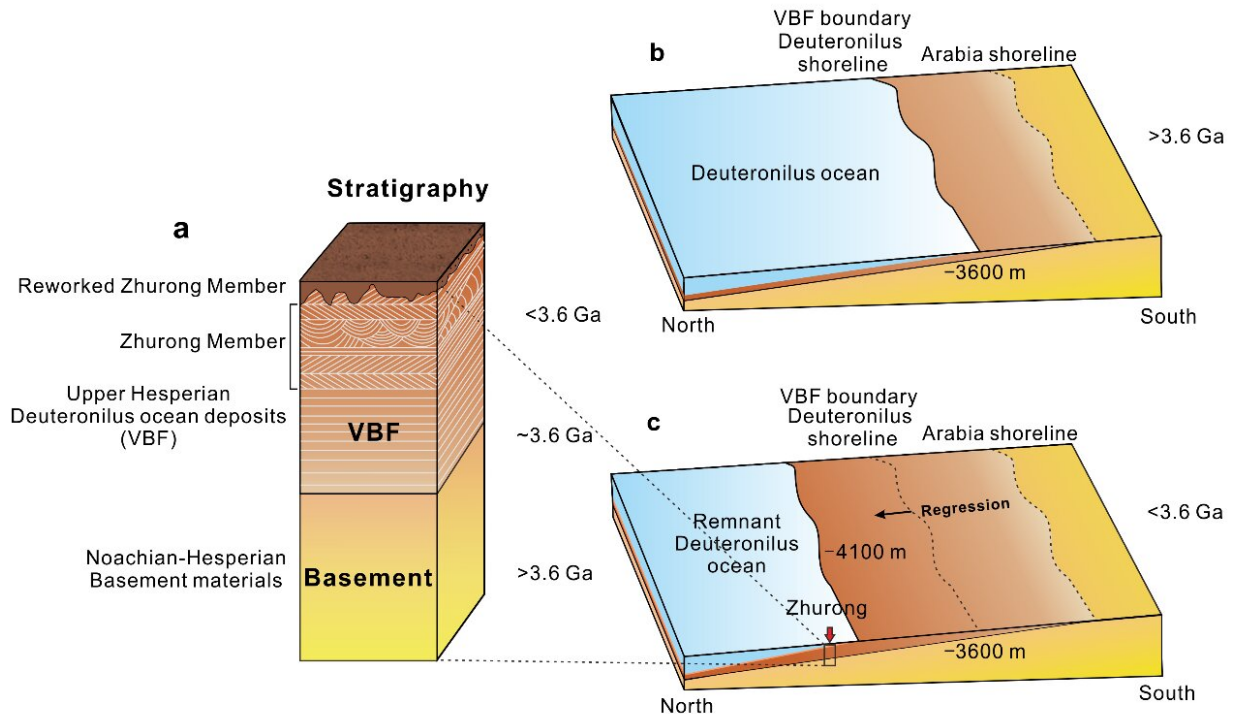 a
Stratigraphy
Reworked Zhurong Member
Zhurong Member
Upper Hesperian
Deuteronilus ocean deposits
(VBF)
Noachian-Hesperian
Basement materials
VBF
Basement
<3.6 Ga
~3.6 Ga
>3.6 Ga
b
VBF boundary
Deuteronilus
shoreline
Arabia shoreline
Deuteronilus ocean
>3.6 Ga
−3600 m
North
South
c
VBF boundary
Deuteronilus
shoreline
Arabia shoreline
Regression
Remnant
Deuteronilus
ocean
−4100 m
<3.6 Ga
Zhurong
−3600 m
North
South